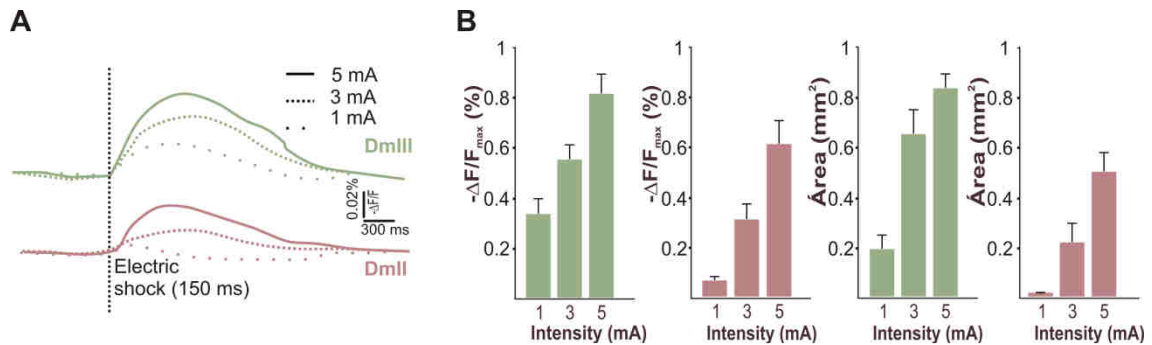 A
5 mA
3 mA
1 mA
DmIII
0.02%
-ΔF/F
300 ms
DmII
Electric
shock (150 ms)
B
-ΔF/Fmax (%)
1
0.8
0.6
0.4
0.2
1 3 5
Intensity (mA)
-ΔF/Fmax (%)
1
0.8
0.6
0.4
0.2
1 3 5
Intensity (mA)
Área (mm²)
1
0.8
0.6
0.4
0.2
1 3 5
Intensity (mA)
Área (mm²)
1
0.8
0.6
0.4
0.2
1 3 5
Intensity (mA)